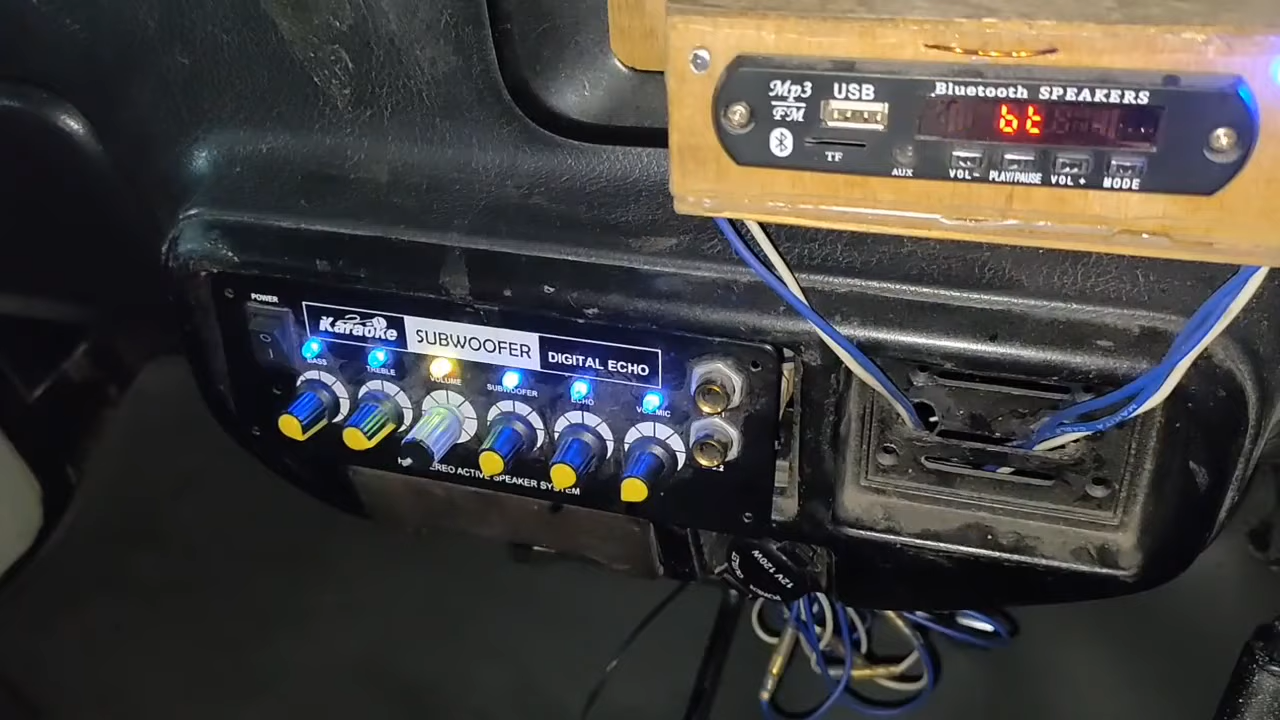 Mp3
FM
USB
TF
AUX
Bluetooth SPEAKERS
bt
VOL-
PLAY/PAUSE
VOL +
MODE
POWER
O
I
Karaoke
SUBWOOFER
DIGITAL ECHO
BASS
TREBLE
VOLUME
SUBWOOFER
ECHO
VOL.MIC
STEREO ACTIVE SPEAKER SYSTEM
12V 120W
POWER